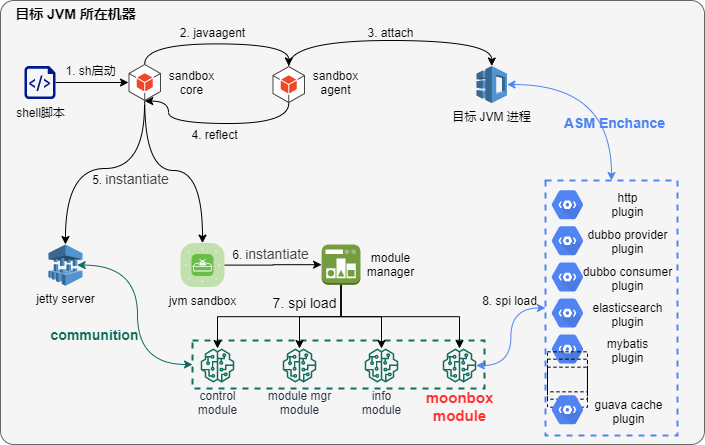 目标 JVM 所在机器
2. javaagent
3. attach
1. sh启动
shell脚本
sandbox
core
sandbox
agent
目标 JVM 进程
4. reflect
ASM Enchance
5. instantiate
http
plugin
dubbo provider
plugin
6. instantiate
module
manager
dubbo consumer
plugin
jetty server
jvm sandbox
7. spi load
8. spi load
elasticsearch
plugin
communition
mybatis
plugin
control
module
module mgr
module
info
module
moonbox
module
guava cache
plugin